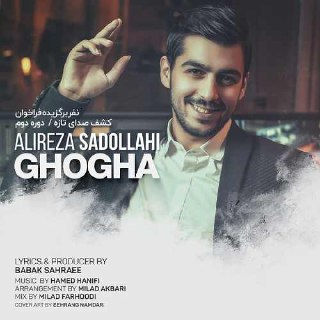 نفر برگزیده فراخوان
کشف صدای تازه / دوره دوم
ALIREZA SADOLLAHI
GHOGHA
LYRICS & PRODUCER BY
BABAK SAHRAEE
MUSIC BY HAMED HANIFI
ARRANGEMENT BY MILAD AKBARI
MIX BY MILAD FARHOODI
COVER ART BY BEHRANG NAMDARI